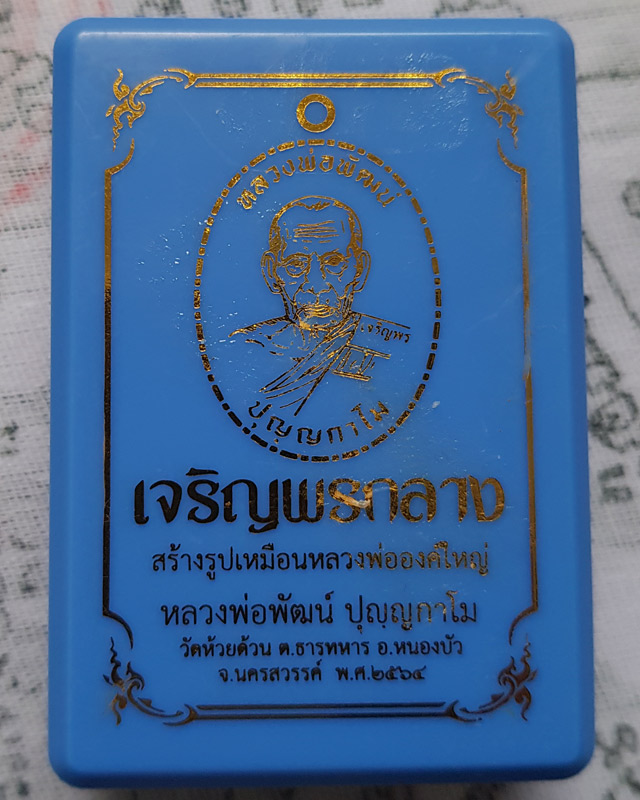 หลวงพ่อพัฒน์
เจริญพร
ปุญฺญกาโม
เจริญพรกลาง
สร้างรูปเหมือนหลวงพ่อองค์ใหญ่
หลวงพ่อพัฒน์ ปุญฺญกาโม
วัดห้วยด้วน ต.ธารทหาร อ.หนองบัว
จ.นครสวรรค์ พ.ศ.๒๕๖๔